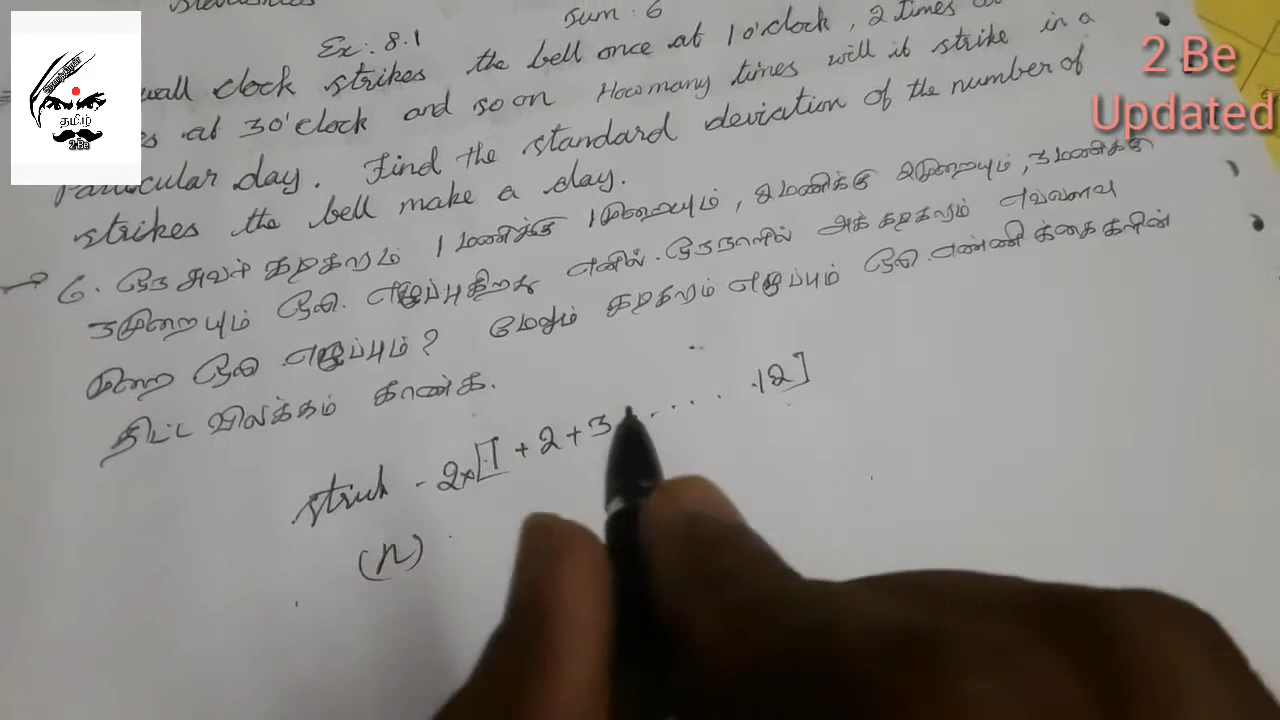 Sum : 6
Ex: 8.1
wall clock strikes the bell once at 1 o'clock, 2 times
at 3 o'clock and so on How many times will it strike in a
Particular day. Find the standard deviation of the number of
strikes the bell make a day.
6. ஒரு சுவர் கடிகாரம் 1 மணிக்கு 1 முறையும், 2 மணிக்கு 2 முறையும், 3 மணிக்கு
3 முறையும் ஒலி எழுப்புகிறது எனில். ஒரு நாளில் அக் கடிகாரம் எவ்வளவு
முறை ஒலி எழுப்பும்? மேலும் கடிகாரம் எழுப்பும் ஒலி எண்ணிக்கைகளின்
திட்ட விலக்கம் காண்க.
- 2×[1 + 2 + 3 ....... 12]
(n)
தமிழ்
2 Be
2 Be
Updated